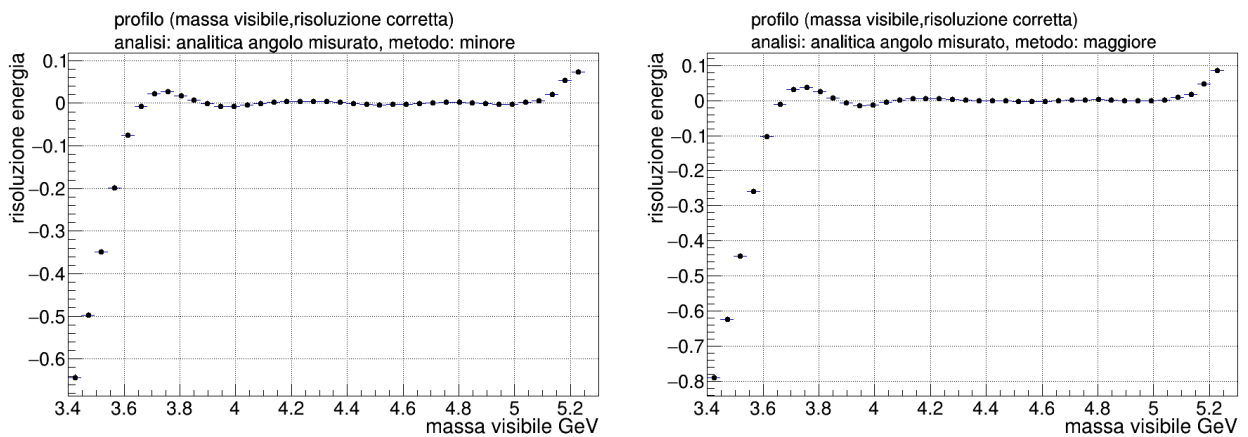 profilo (massa visibile,risoluzione corretta)
analisi: analitica angolo misurato, metodo: minore
risoluzione energia
0.1
0
−0.1
−0.2
−0.3
−0.4
−0.5
−0.6
3.4 3.6 3.8 4 4.2 4.4 4.6 4.8 5 5.2
massa visibile GeV
profilo (massa visibile,risoluzione corretta)
analisi: analitica angolo misurato, metodo: maggiore
risoluzione energia
0.1
0
−0.1
−0.2
−0.3
−0.4
−0.5
−0.6
−0.7
−0.8
3.4 3.6 3.8 4 4.2 4.4 4.6 4.8 5 5.2
massa visibile GeV